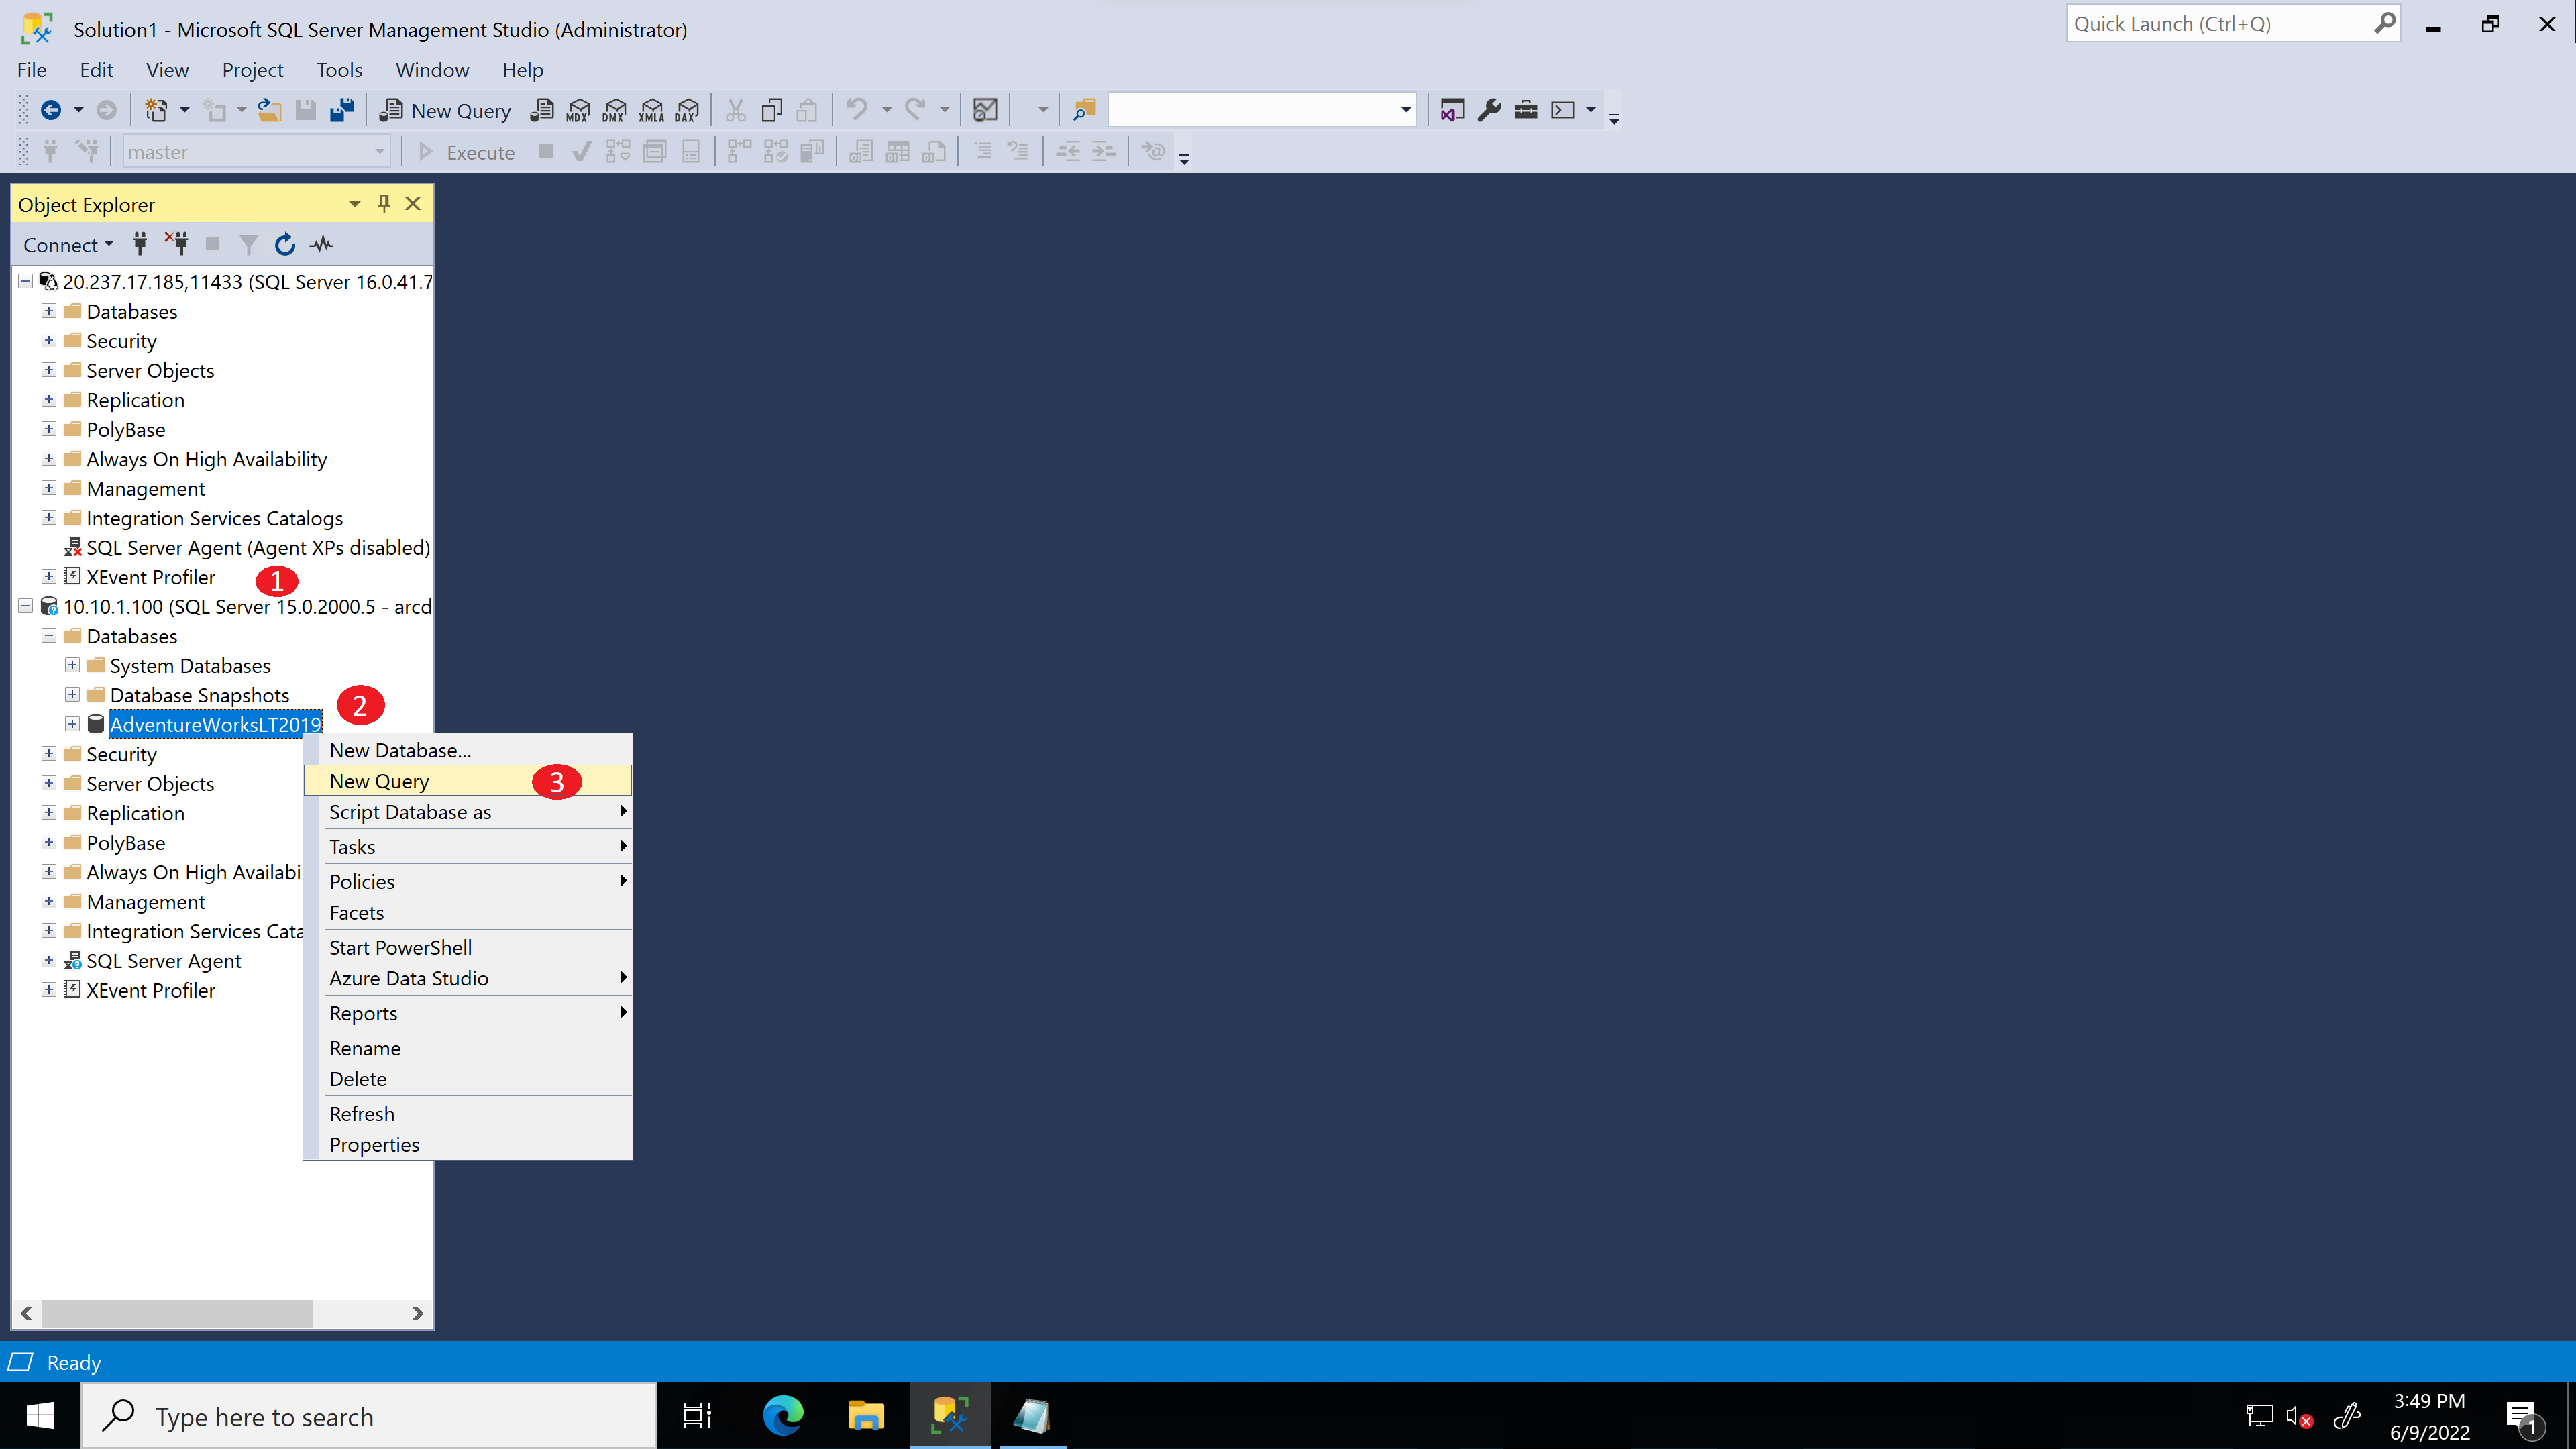 Solution1 - Microsoft SQL Server Management Studio (Administrator)
Quick Launch (Ctrl+Q)
File Edit View Project Tools Window Help
New Query MDX DMX XMLA DAX
master Execute
Object Explorer
Connect
20.237.17.185,11433 (SQL Server 16.0.41.7
Databases
Security
Server Objects
Replication
PolyBase
Always On High Availability
Management
Integration Services Catalogs
SQL Server Agent (Agent XPs disabled)
XEvent Profiler 1
10.10.1.100 (SQL Server 15.0.2000.5 - arcd
Databases
System Databases
Database Snapshots
2
AdventureWorksLT2019
Security
Server Objects
Replication
PolyBase
Always On High Availabi
Management
Integration Services Cata
SQL Server Agent
XEvent Profiler
New Database...
New Query 3
Script Database as
Tasks
Policies
Facets
Start PowerShell
Azure Data Studio
Reports
Rename
Delete
Refresh
Properties
Ready
Type here to search
3:49 PM
6/9/2022
1